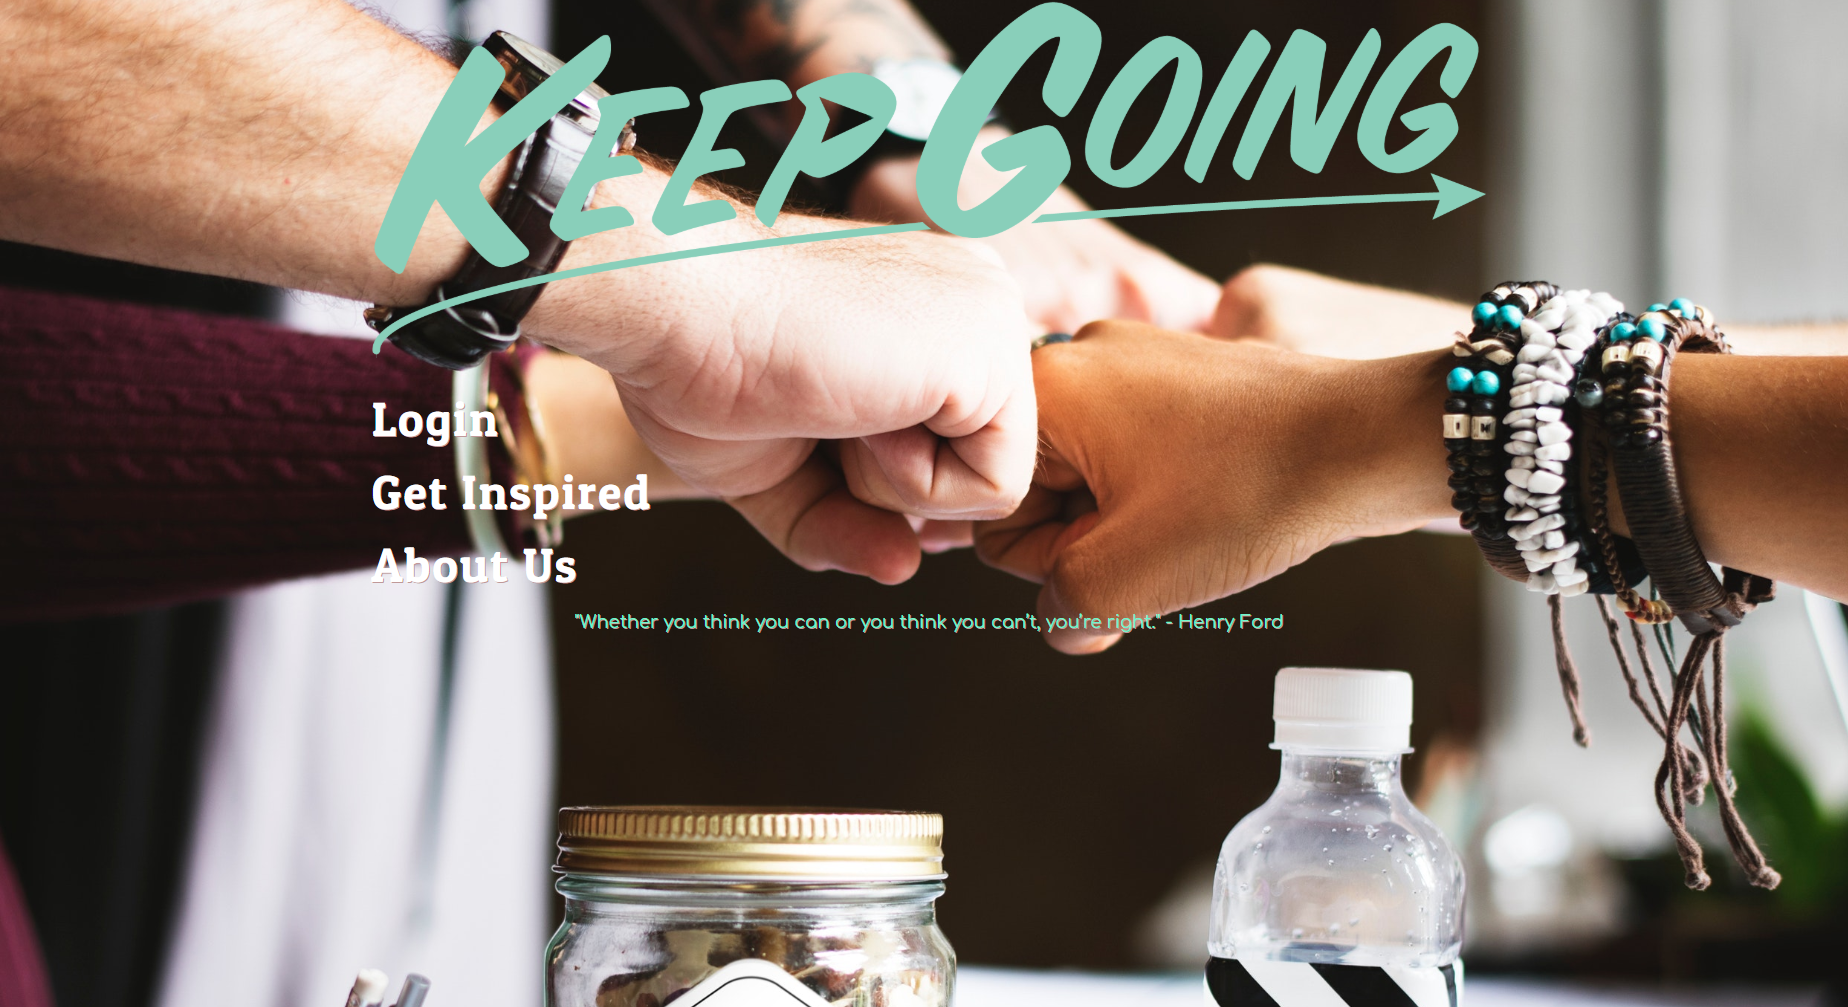 KEEP GOING
Login
Get Inspired
About Us
"Whether you think you can or you think you can't, you're right." - Henry Ford